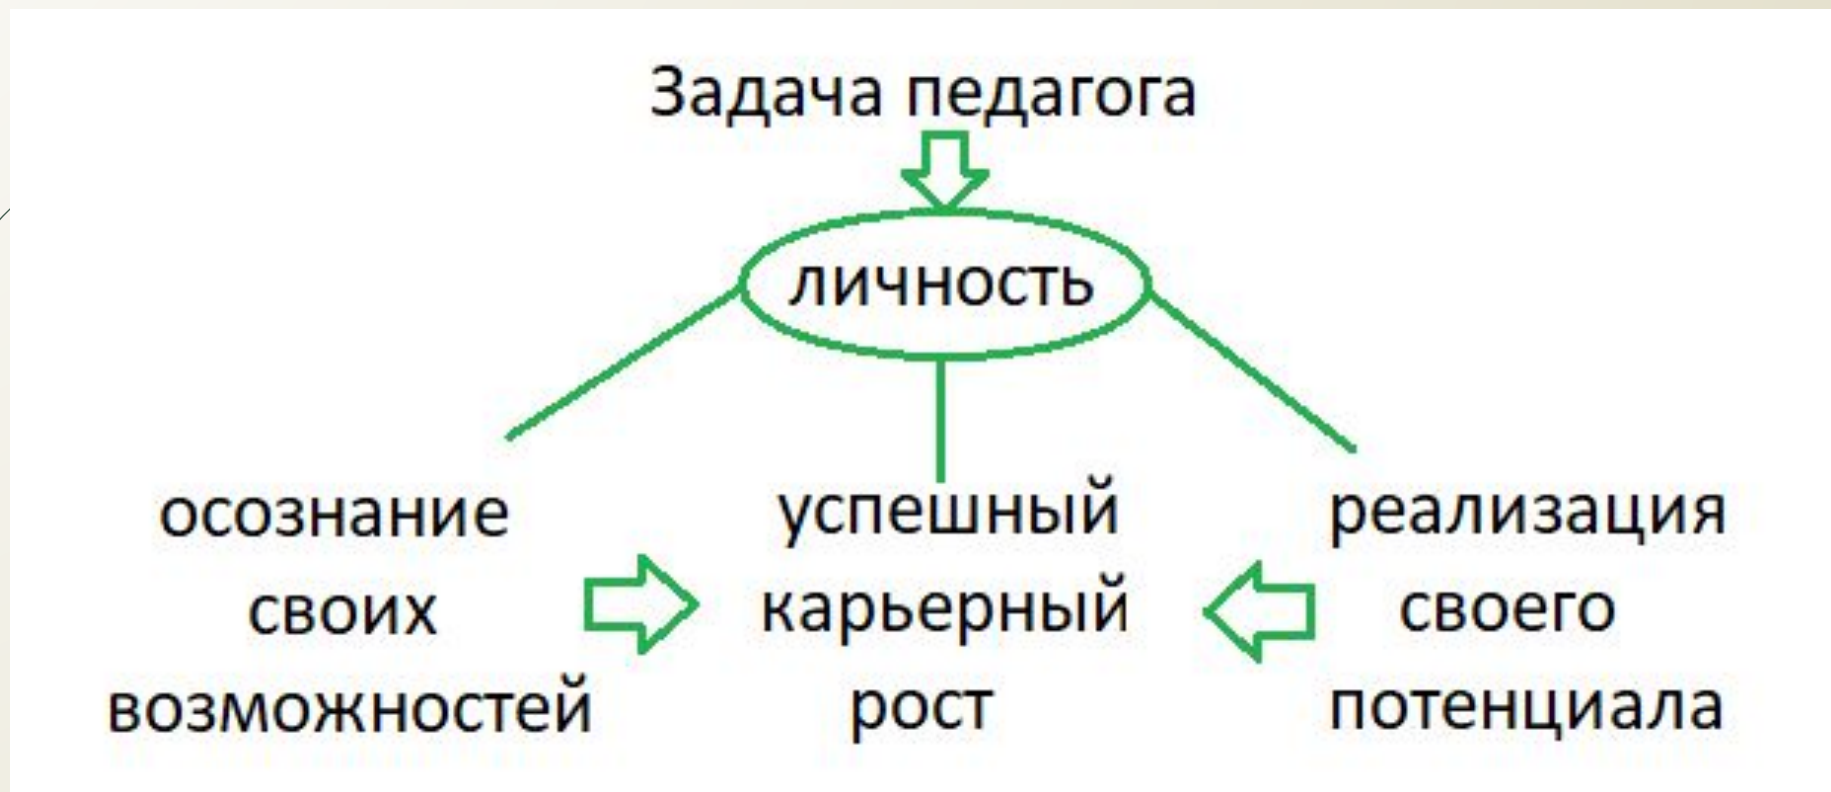 Задача педагога
личность
осознание
своих
возможностей
успешный
карьерный
рост
реализация
своего
потенциала